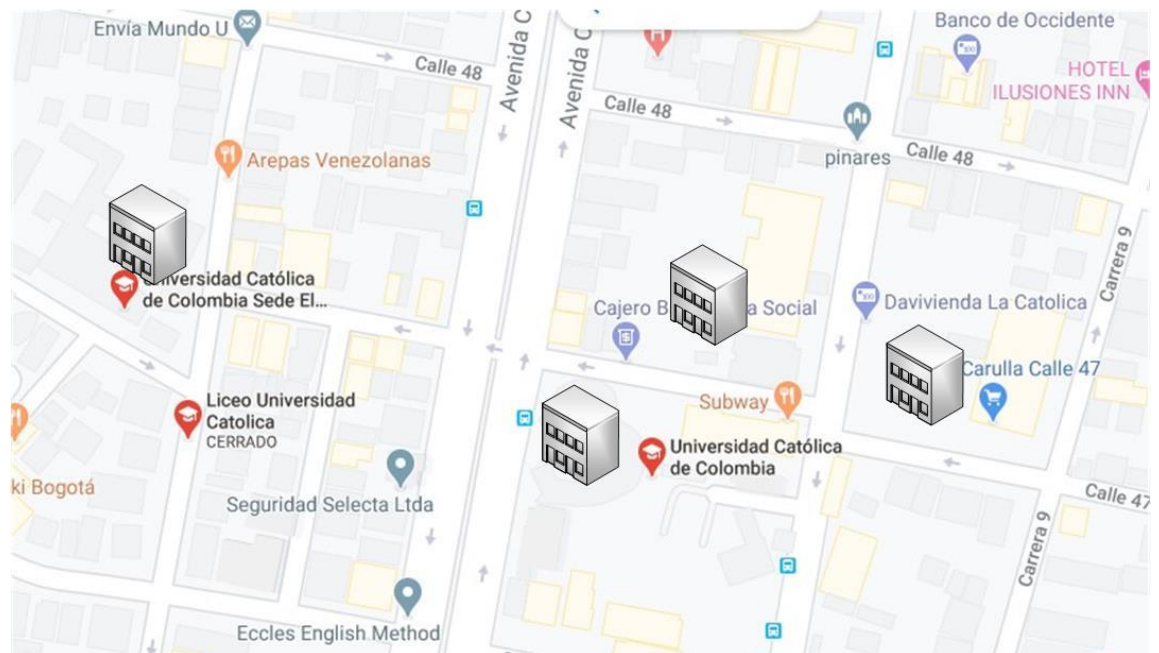 Envía Mundo U
Calle 48
Avenida C
Avenida C
Banco de Occidente
HOTEL
ILUSIONES INN
Calle 48
pinares
Calle 48
Arepas Venezolanas
Carrera 9
Universidad Católica
de Colombia Sede El...
Cajero B
a Social
Davivienda La Catolica
Carulla Calle 47
Liceo Universidad
Catolica
CERRADO
Subway
Universidad Católica
de Colombia
ki Bogotá
Seguridad Selecta Ltda
Calle 47
Carrera 9
Eccles English Method